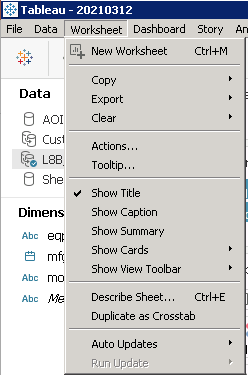 Tableau - 20210312
File Data Worksheet Dashboard Story
New Worksheet Ctrl+M
Data
Copy
AOI
Export
Cust
Clear
L8B
She
Actions...
Tooltip...
Show Title
Dimens
Show Caption
Abc eqp
Show Summary
mfg
Show Cards
Abc mo
Show View Toolbar
Abc Me
Describe Sheet... Ctrl+E
Duplicate as Crosstab
Auto Updates
Run Update